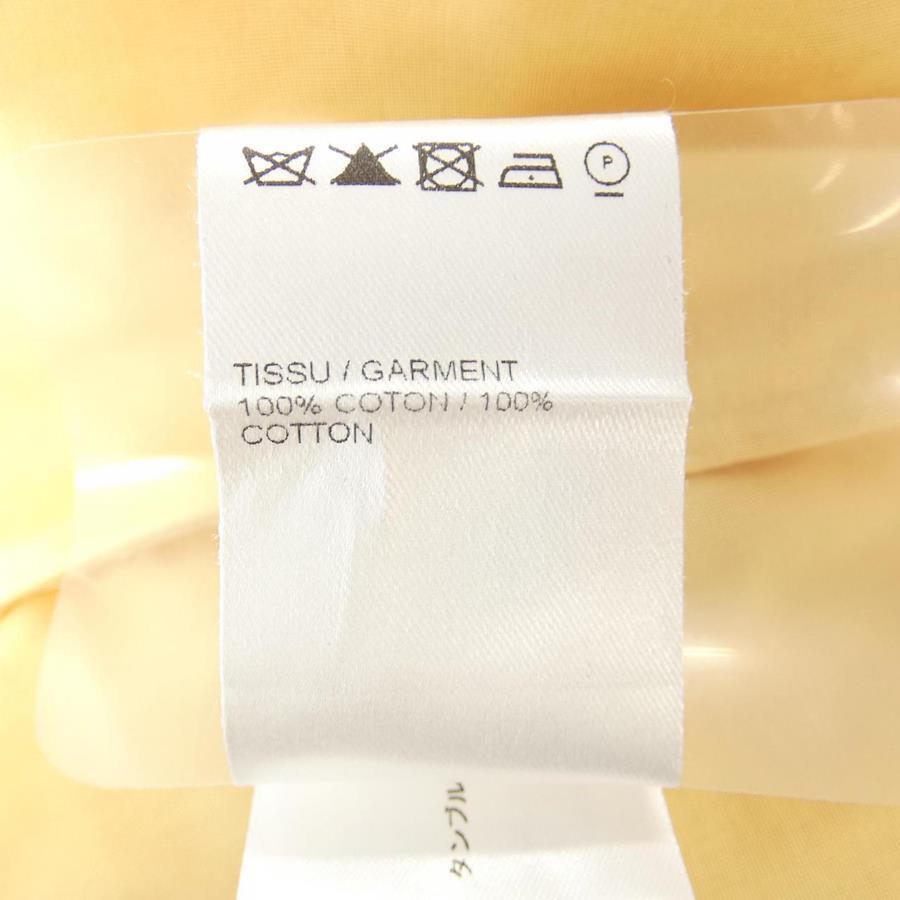 P
TISSU / GARMENT
100% COTON / 100%
COTTON
タンブル